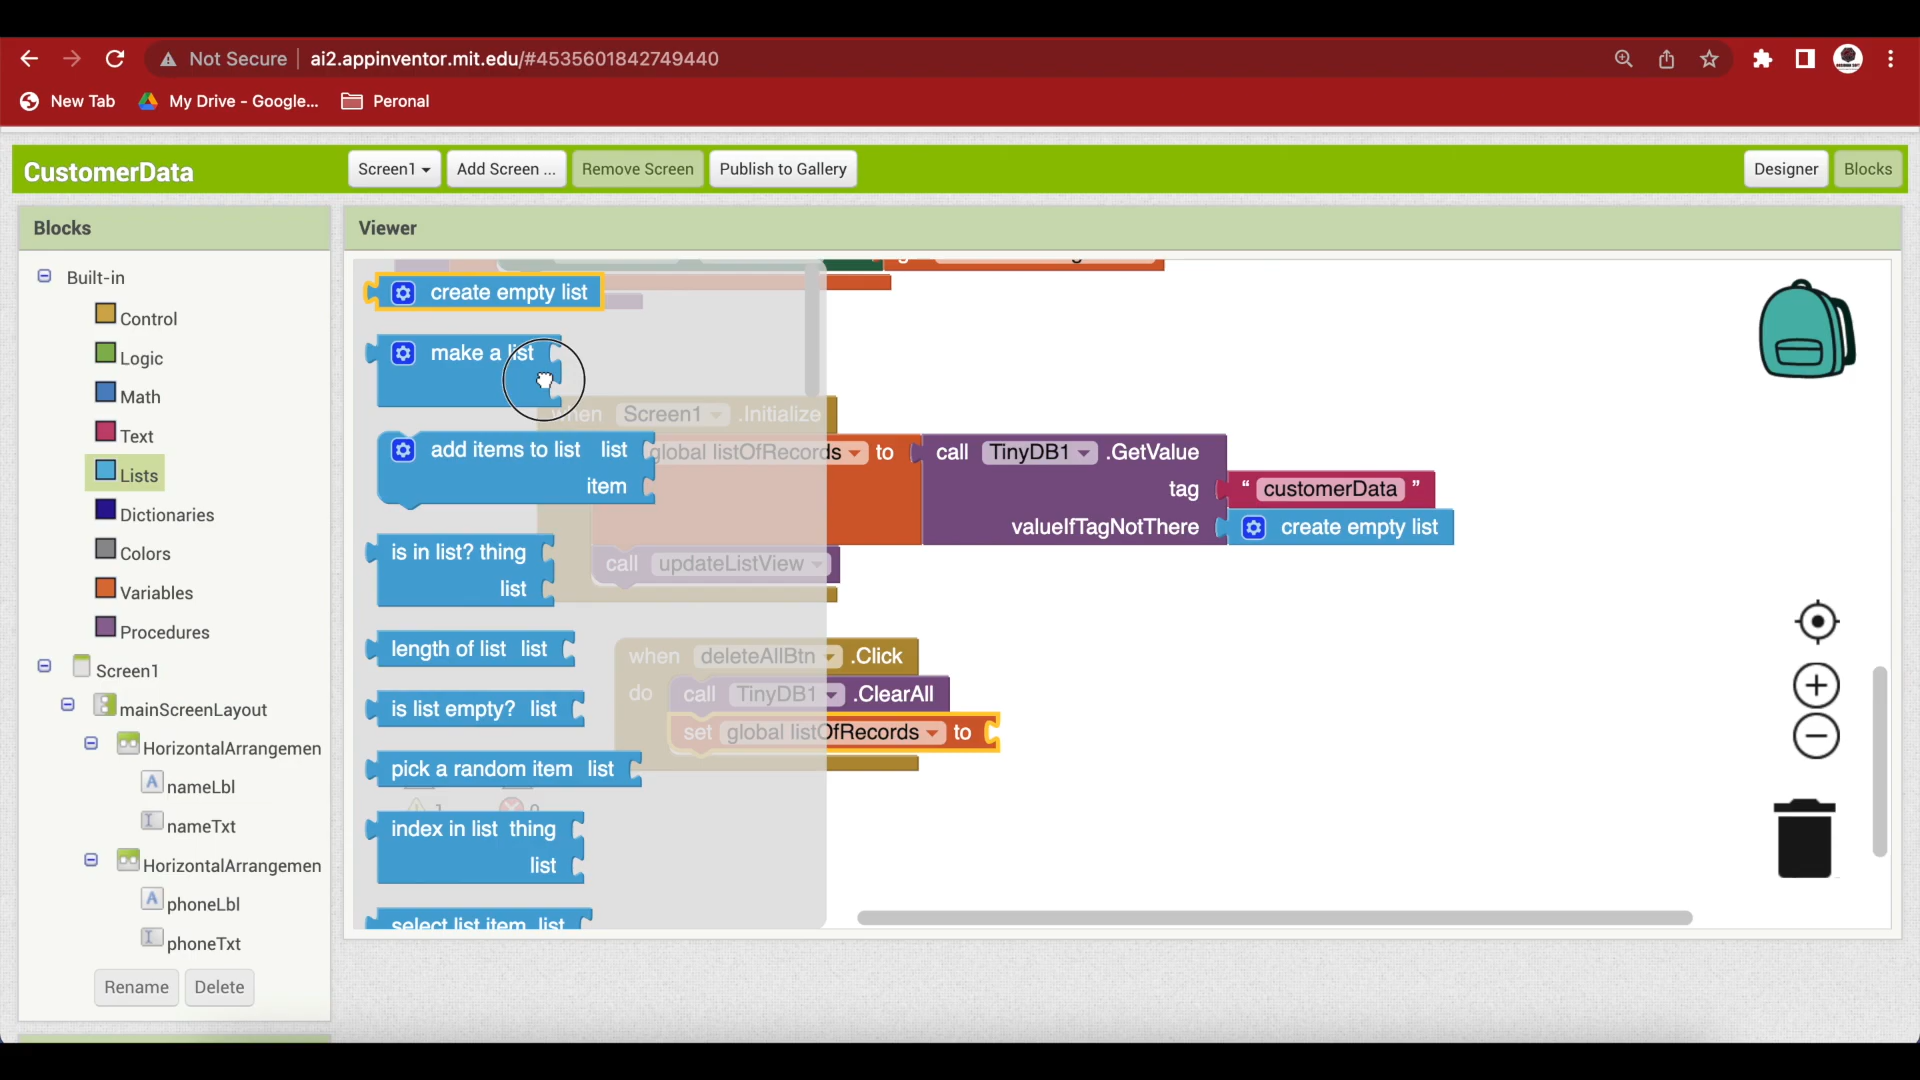 Not Secure ai2.appinventor.mit.edu/#4535601842749440
New Tab My Drive - Google... Peronal
CustomerData Screen1 Add Screen ... Remove Screen Publish to Gallery Designer Blocks
Blocks
Viewer
Built-in
Control
Logic
Math
Text
Lists
Dictionaries
Colors
Variables
Procedures
Screen1
mainScreenLayout
HorizontalArrangemen
nameLbl
nameTxt
HorizontalArrangemen
phoneLbl
phoneTxt
Rename Delete
create empty list
make a list
add items to list list
item
is in list? thing
list
length of list list
is list empty? list
pick a random item list
index in list thing
list
select list item list
when Screen1 .Initialize
global listOfRecords to call TinyDB1 .GetValue
tag “ customerData ”
valueIfTagNotThere create empty list
call updateListView
when deleteAllBtn .Click
do call TinyDB1 .ClearAll
set global listOfRecords to